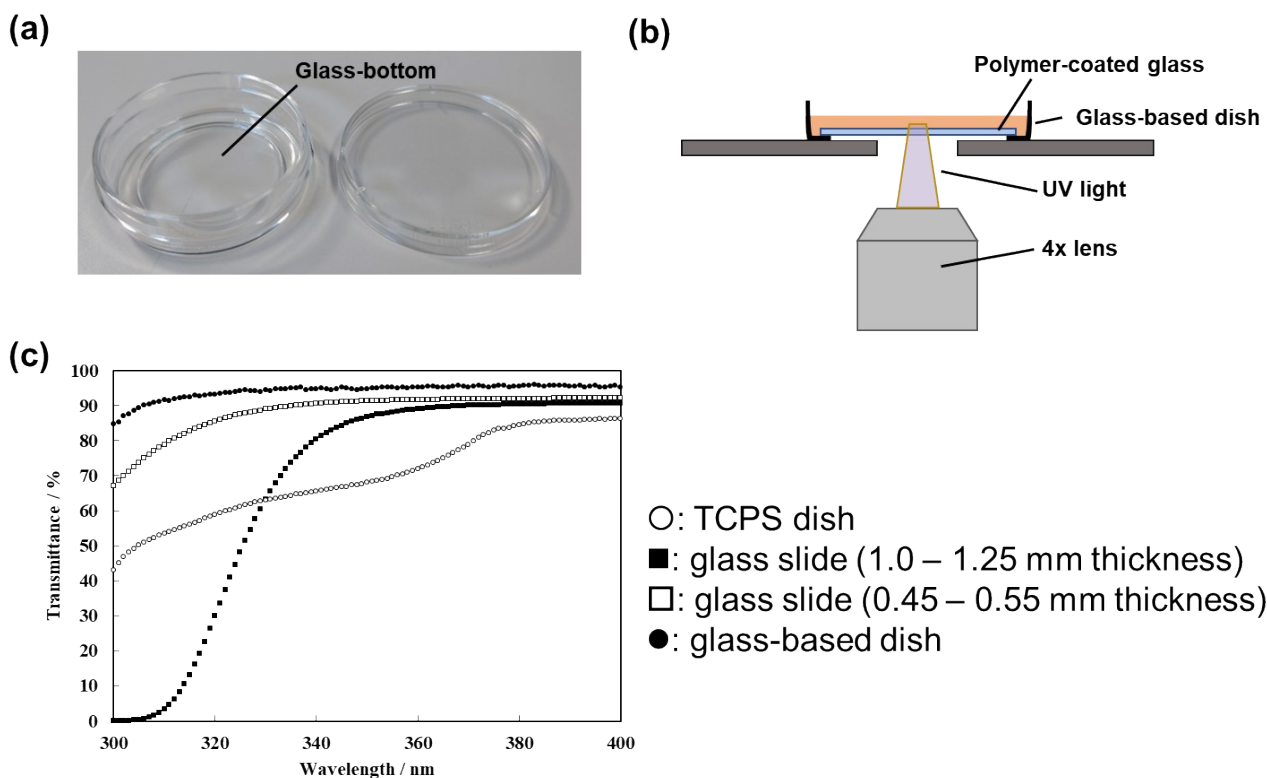 (a)
Glass-bottom
(b)
Polymer-coated glass
Glass-based dish
UV light
4x lens
(c)
100
90
80
70
60
50
40
30
20
10
0
Transmittance / %
300 320 340 360 380 400
Wavelength / nm
○: TCPS dish
■: glass slide (1.0 – 1.25 mm thickness)
□: glass slide (0.45 – 0.55 mm thickness)
●: glass-based dish